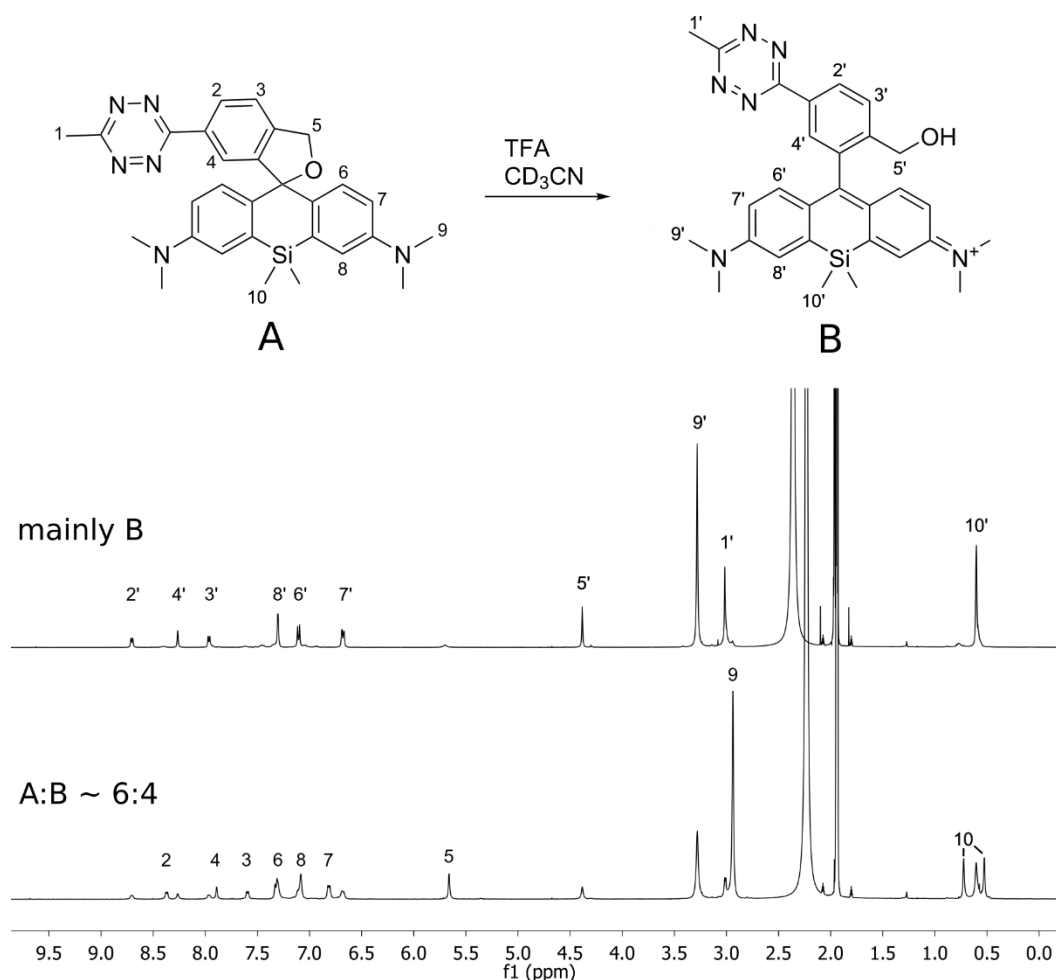 1'
N
N
N
N
2'
3'
4'
OH
5'
6'
7'
9'
N
Si
N+
8'
10'
B
2
3
1
N
N
N
N
5
4
O
6
7
9
N
Si
N
8
10
A
TFA
CD3CN
mainly B
2' 4' 3' 8' 6' 7' 5' 9' 1' 10'
A:B ~ 6:4
2 4 3 6 8 7 5 9 10
9.5 9.0 8.5 8.0 7.5 7.0 6.5 6.0 5.5 5.0 4.5 4.0 3.5 3.0 2.5 2.0 1.5 1.0 0.5 0.0
f1 (ppm)